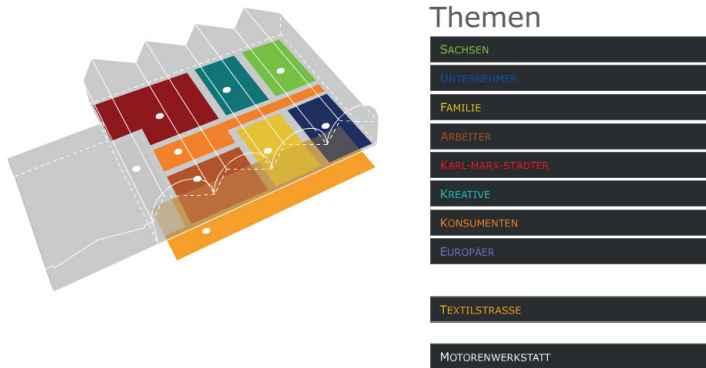 Themen
SACHSEN
UNTERNEHMER
FAMILIE
ARBEITER
KARL-MARX-STÄDTER
KREATIVE
KONSUMENTEN
EUROPÄER
TEXTILSTRASSE
MOTORENWERKSTATT